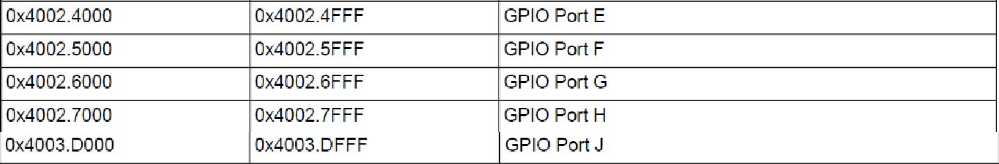 0x4002.4000 0x4002.4FFF GPIO Port E
0x4002.5000 0x4002.5FFF GPIO Port F
0x4002.6000 0x4002.6FFF GPIO Port G
0x4002.7000 0x4002.7FFF GPIO Port H
0x4003.D000 0x4003.DFFF GPIO Port J